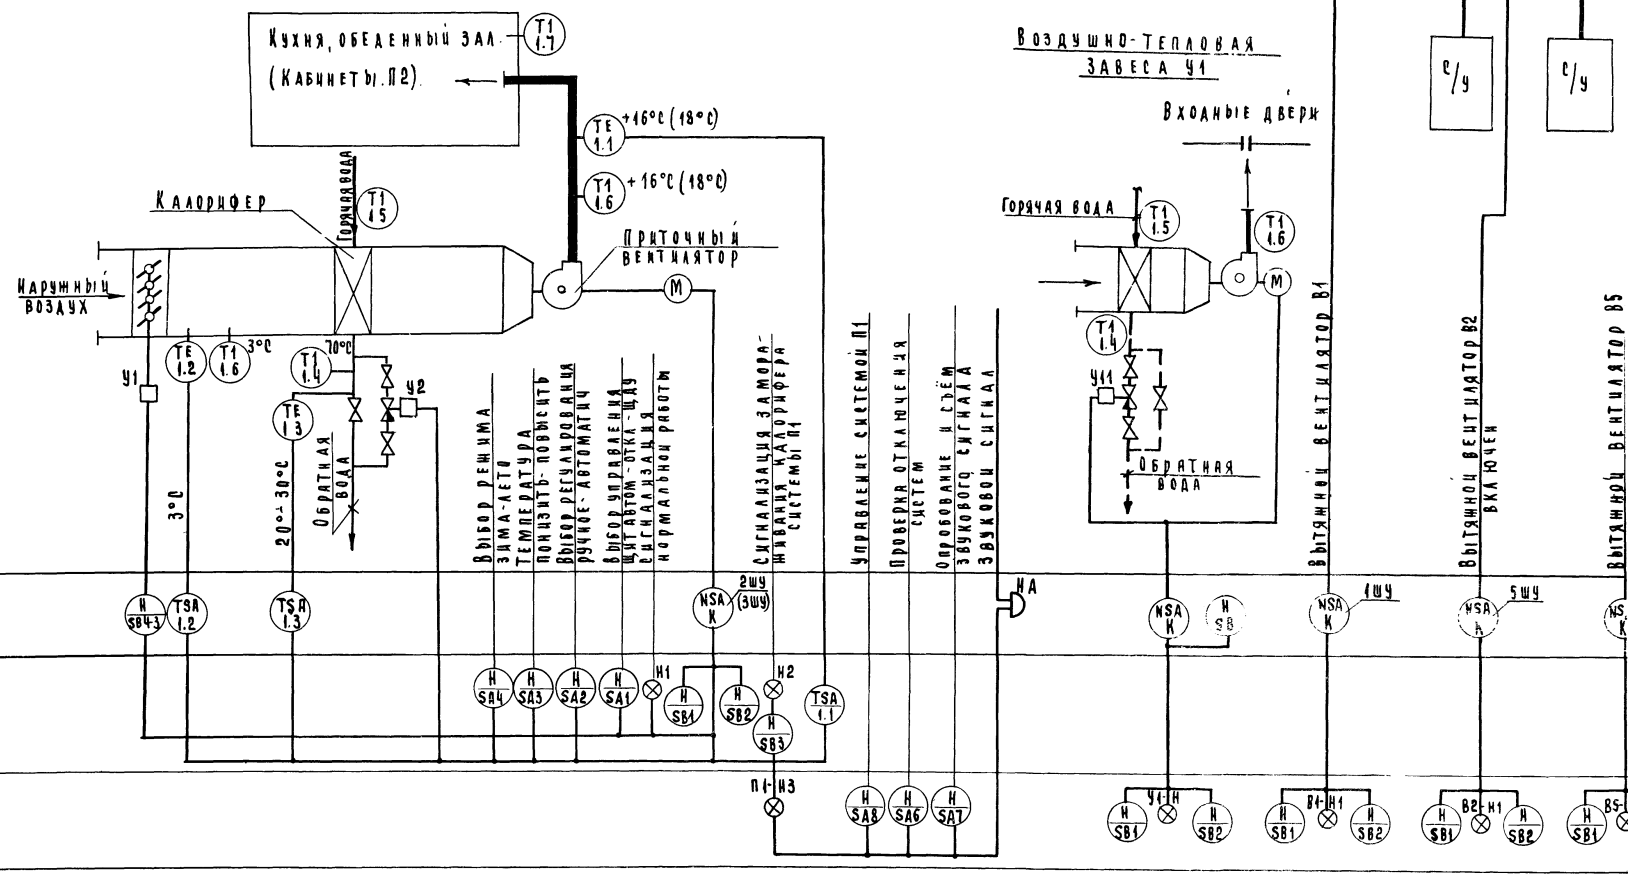 Кухня, обеденный зал.
(Кабинеты. П2).
Т1
1.7
Воздушно-тепловая
завеса У1
с/у
с/у
Входные двери
ТЕ
1.1
+16°С (18°С)
Т1
1.6
+16°С (18°С)
Горячая вода
Т1
1.5
Калорифер
Приточный
вентилятор
М
Наружный
воздух
Горячая вода
Т1
1.5
Т1
1.6
М
У1
ТЕ
1.2
Т1
1.6
3°С
70°С
Т1
1.4
У2
ТЕ
1.3
3°С
20°-30°С
Обратная
вода
Т1
1.4
У11
Обратная
вода
Выбор режима
зима-лето
Температура
понизить-повысить
Выбор регулирования
ручное-автоматич
Выбор управления
щит автом-откл-щду
Сигнализация
нормальной работы
Сигнализация замора-
живания калорифера
системы П1
Управление системой П1
Проверка отключения
систем
Опробование и съём
звукового сигнала
Звуковой сигнал
Вытяжной вентилятор В1
Вытяжной вентилятор В2
включен
Вытяжной вентилятор В5
Н
SB43
TSA
1.2
TSA
1.3
NSA
К
2ШУ
(3ШУ)
НА
NSA
К
Н
SB
NSA
К
1ШУ
NSA
К
5ШУ
NS
К
Н
SA4
Н
SA3
Н
SA2
Н
SA1
Н1
Н
SB1
Н
SB2
Н2
Н
SB3
TSA
1.1
П1-Н3
Н
SA8
Н
SA6
Н
SA7
Н
SB1
У1-Н
Н
SB2
Н
SB1
В1-Н1
Н
SB2
Н
SB1
В2-Н1
Н
SB2
Н
SB1
В5-